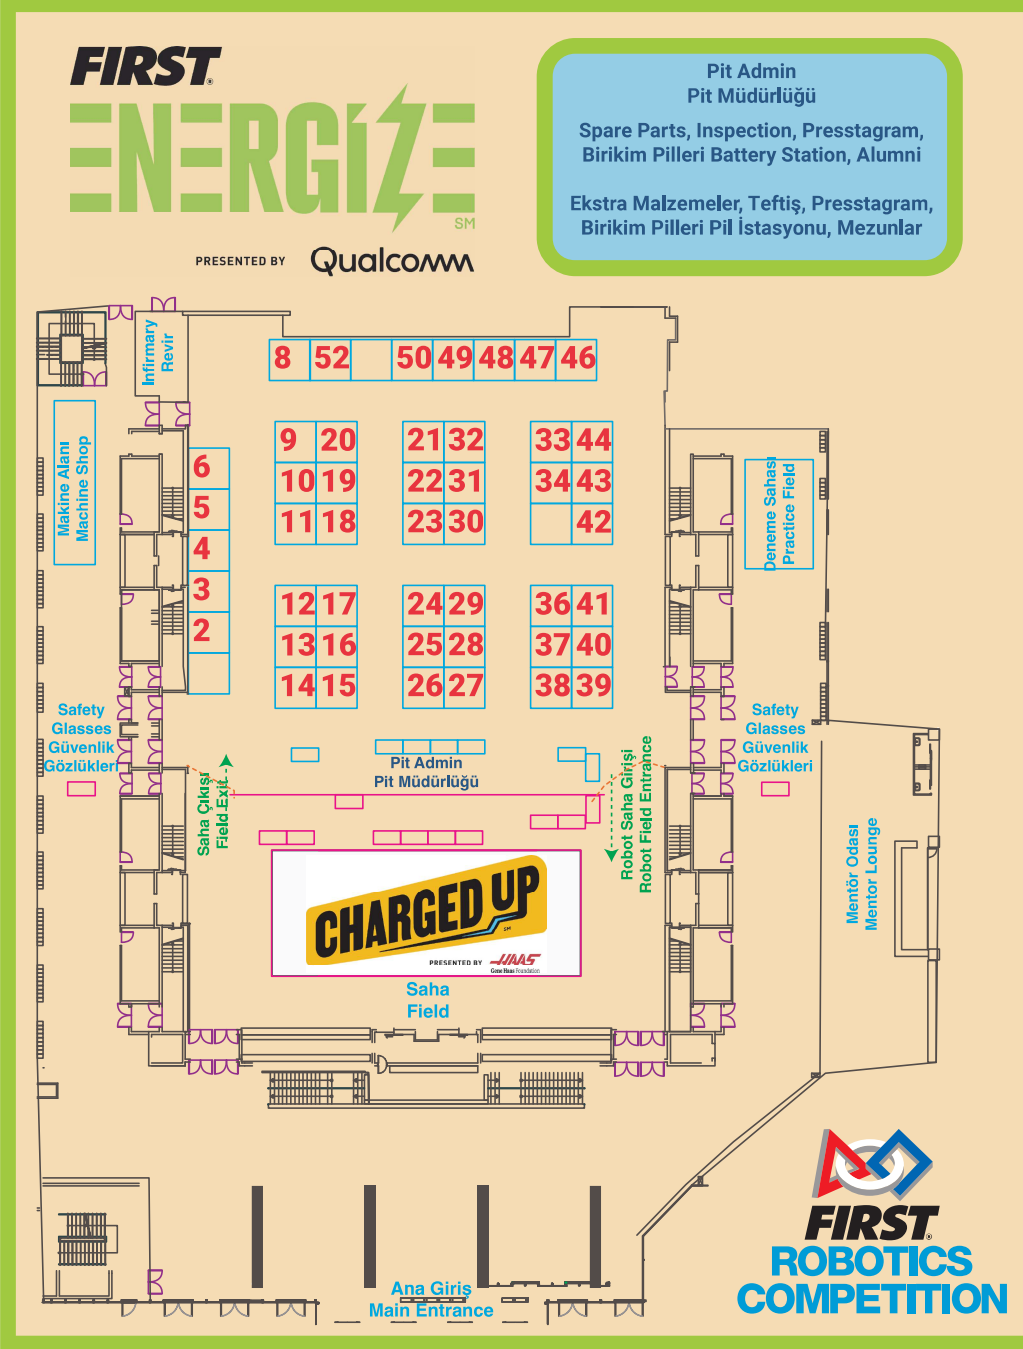 FIRST®
ENERGIZE
SM
PRESENTED BY Qualcomm
Pit Admin
Pit Müdürlüğü
Spare Parts, Inspection, Presstagram,
Birikim Pilleri Battery Station, Alumni
Ekstra Malzemeler, Teftiş, Presstagram,
Birikim Pilleri Pil İstasyonu, Mezunlar
Infirmary
Revir
8 52 50 49 48 47 46
Makine Alanı
Machine Shop
6
5
4
3
2
9 20
10 19
11 18
21 32
22 31
23 30
33 44
34 43
42
12 17
13 16
14 15
24 29
25 28
26 27
36 41
37 40
38 39
Deneme Sahası
Practice Field
Safety
Glasses
Güvenlik
Gözlükleri
Safety
Glasses
Güvenlik
Gözlükleri
Pit Admin
Pit Müdürlüğü
Saha Çıkışı
Field Exit
Robot Saha Girişi
Robot Field Entrance
Mentör Odası
Mentor Lounge
CHARGED UP
SM
PRESENTED BY HAAS
Gene Haas Foundation
Saha
Field
Ana Giriş
Main Entrance
FIRST®
ROBOTICS
COMPETITION